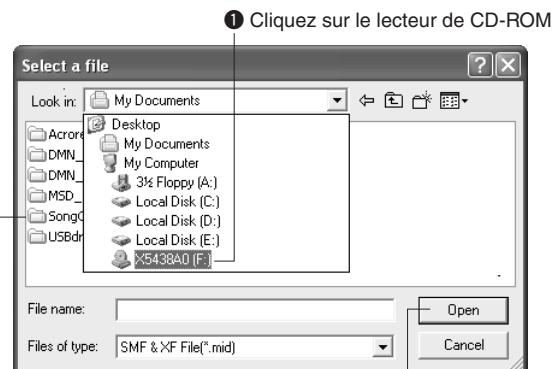 ❶ Cliquez sur le lecteur de CD-ROM
Select a file
Look in: My Documents
Desktop
My Documents
My Computer
3½ Floppy (A:)
Local Disk (C:)
Local Disk (D:)
Local Disk (E:)
X5438A0 (F:)
Acrore
DMN_
DMN_
MSD_
SongC
USBdr
File name:
Open
Files of type: SMF & XF File(*.mid)
Cancel